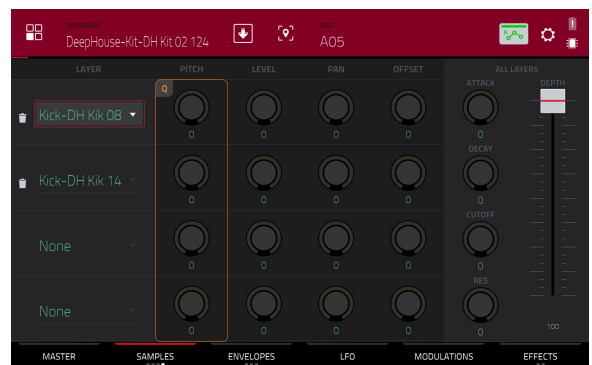 PROGRAM
PAD
DeepHouse-Kit-DH Kit 02 124
A05
LAYER PITCH LEVEL PAN OFFSET ALL LAYERS
ATTACK DEPTH
Q
Kick-DH Kik 08
0 0 0 0 0
DECAY
Kick-DH Kik 14
0 0 0 0 0
CUTOFF
None
0 0 0 0 0
RES
None
0 0 0 0 0
100
MASTER SAMPLES ENVELOPES LFO MODULATIONS EFFECTS